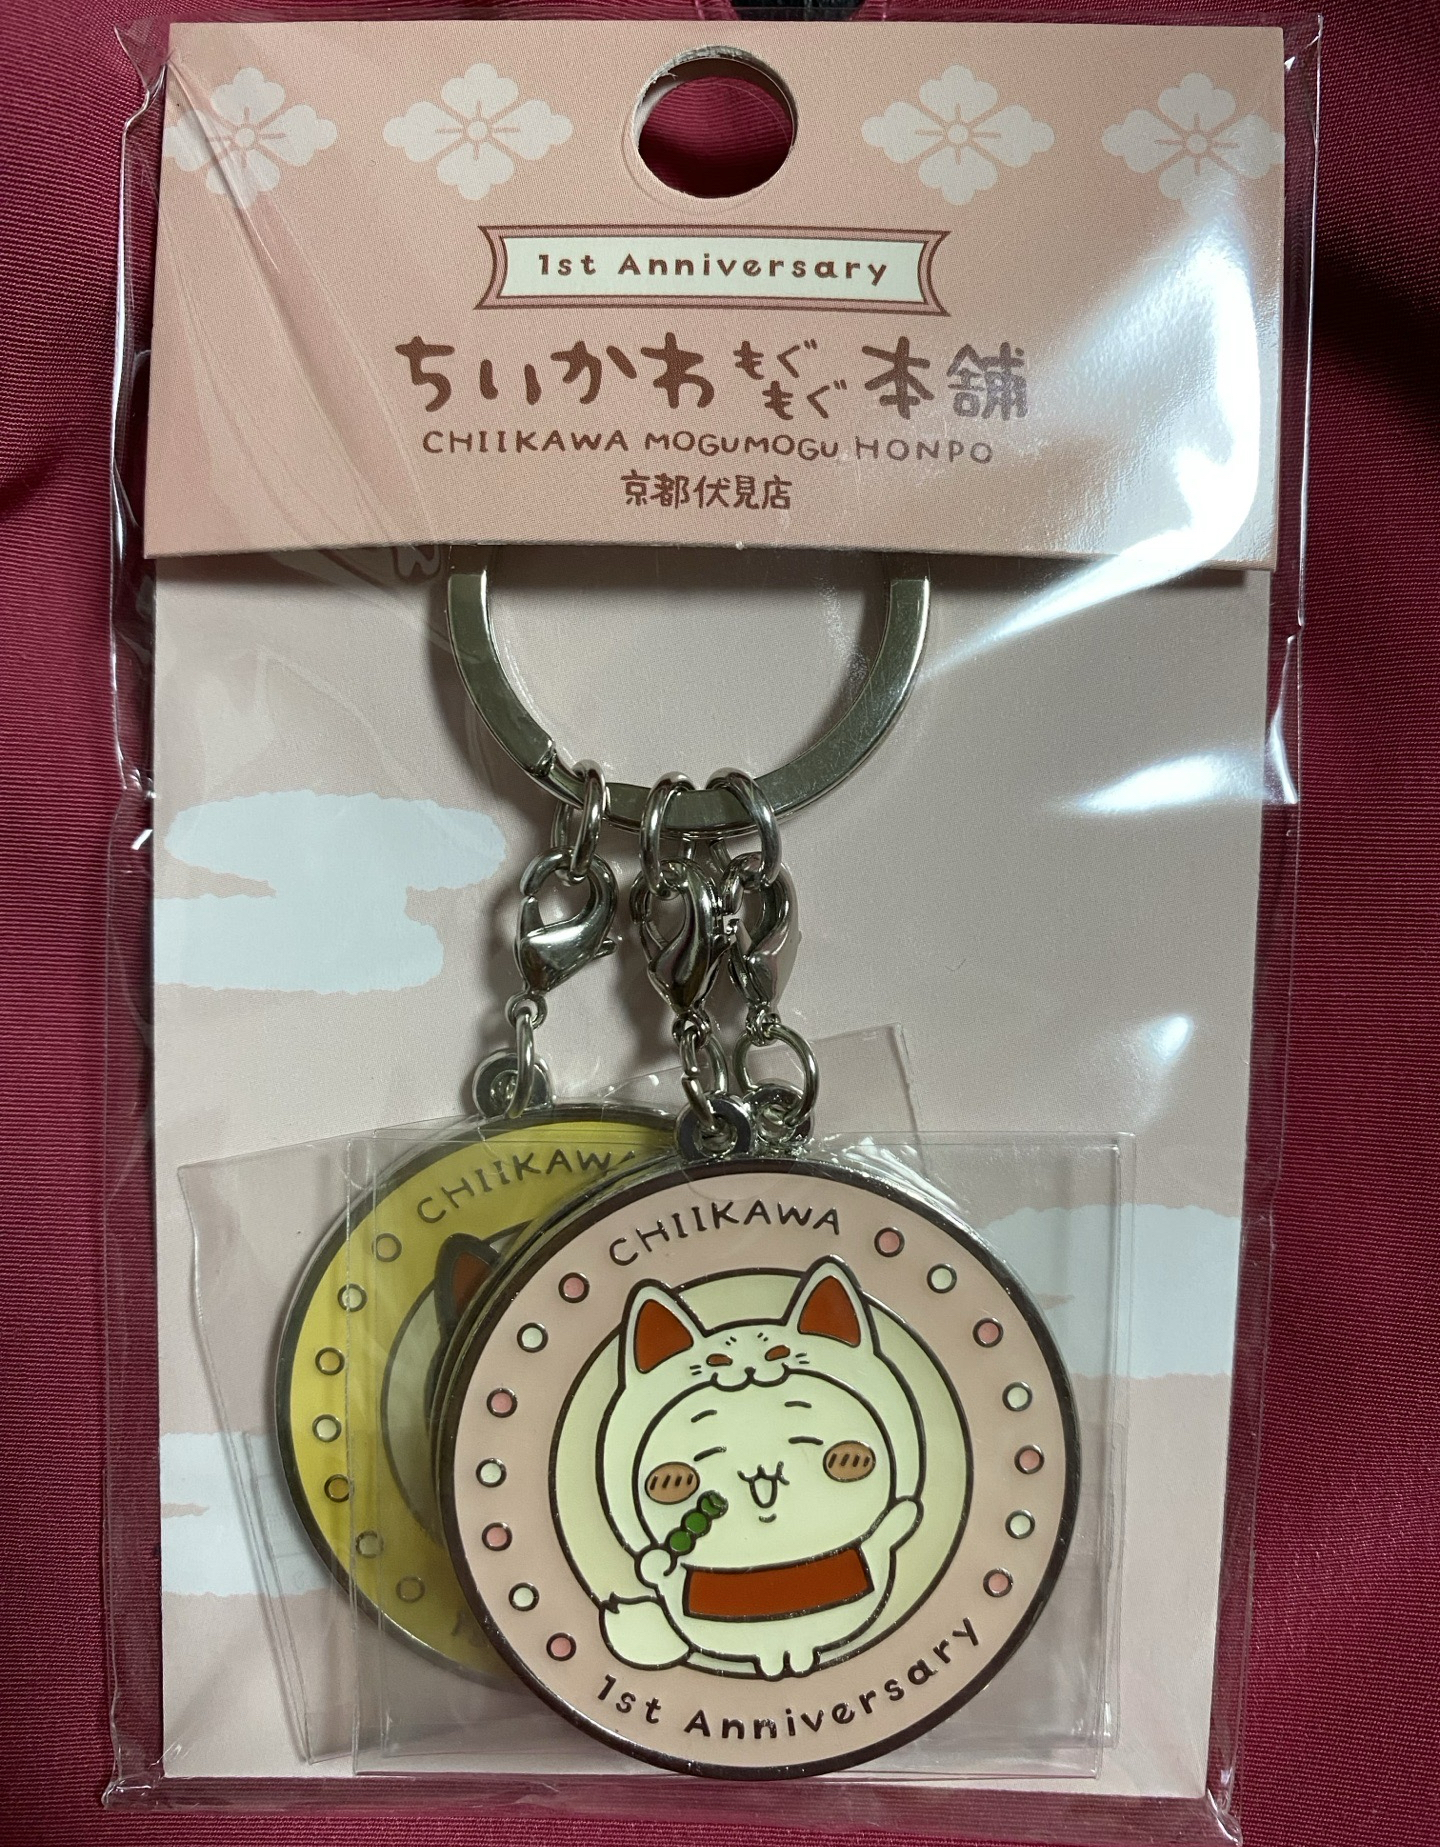 1st Anniversary
ちいかわもぐもぐ本舗
CHIIKAWA MOGUMOGU HONPO
京都伏見店
CHIIKAWA
CHIIKAWA
1st Anniversary